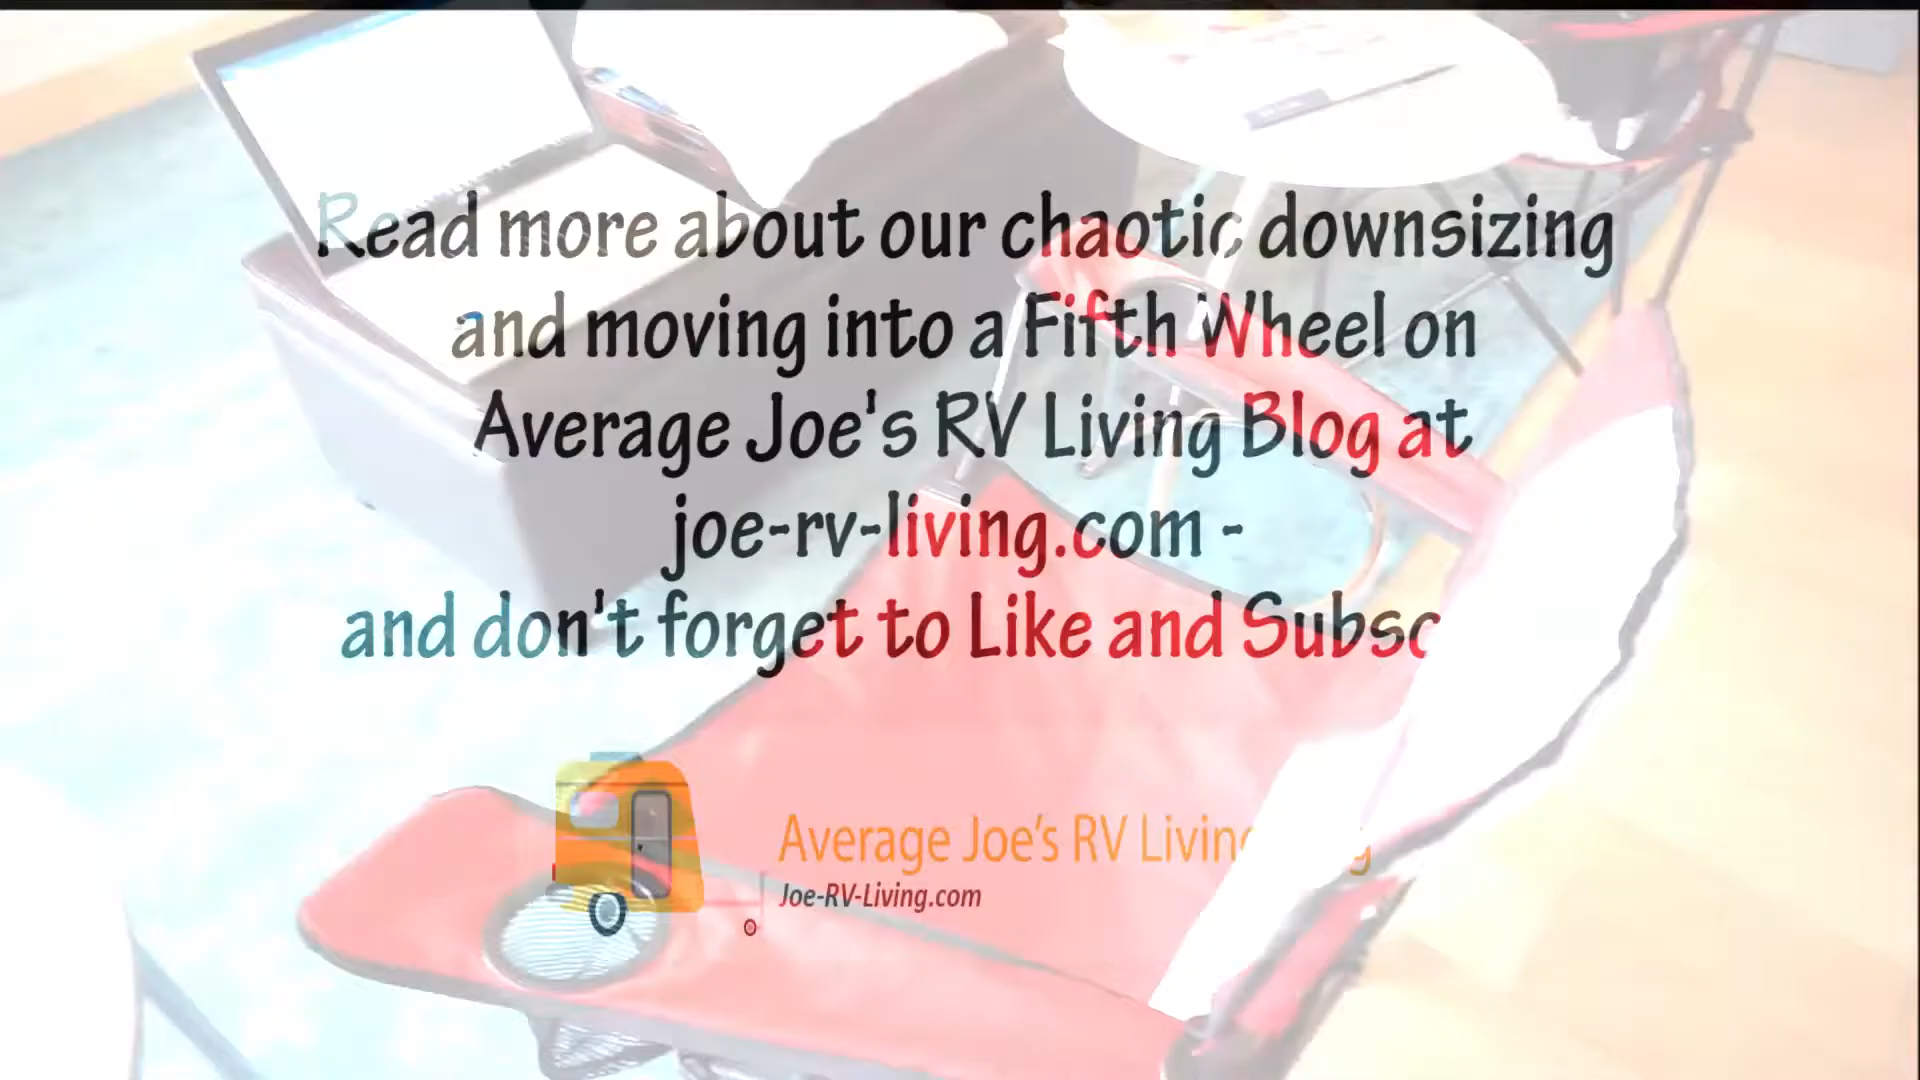 Read more about our chaotic downsizing
and moving into a Fifth Wheel on
Average Joe's RV Living Blog at
joe-rv-living.com -
and don't forget to Like and Subsc
Average Joe's RV Living
Joe-RV-Living.com